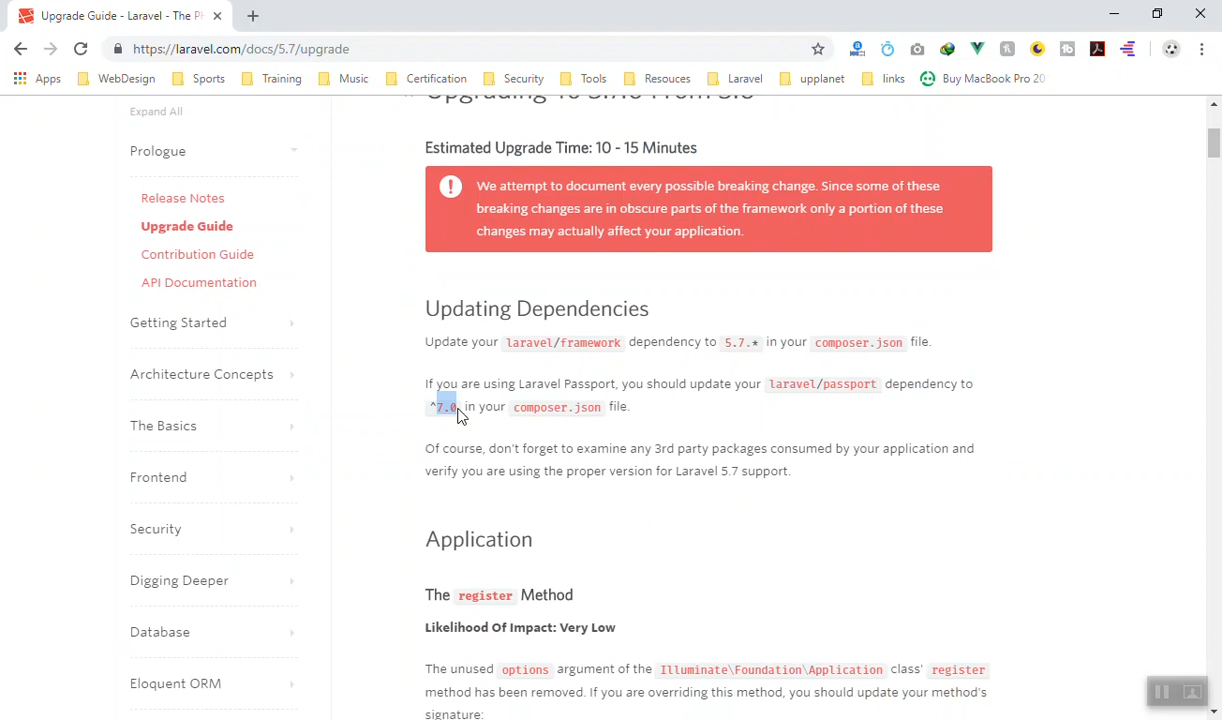 Upgrade Guide - Laravel - The PH
https://laravel.com/docs/5.7/upgrade
Apps WebDesign Sports Training Music Certification Security Tools Resouces Laravel upplanet links Buy MacBook Pro 20
Expand All
Prologue
Release Notes
Upgrade Guide
Contribution Guide
API Documentation
Getting Started
Architecture Concepts
The Basics
Frontend
Security
Digging Deeper
Database
Eloquent ORM
Estimated Upgrade Time: 10 - 15 Minutes
We attempt to document every possible breaking change. Since some of these
breaking changes are in obscure parts of the framework only a portion of these
changes may actually affect your application.
Updating Dependencies
Update your laravel/framework dependency to 5.7.* in your composer.json file.
If you are using Laravel Passport, you should update your laravel/passport dependency to
^7.0 in your composer.json file.
Of course, don't forget to examine any 3rd party packages consumed by your application and
verify you are using the proper version for Laravel 5.7 support.
Application
The register Method
Likelihood Of Impact: Very Low
The unused options argument of the Illuminate\Foundation\Application class' register
method has been removed. If you are overriding this method, you should update your method's
signature: